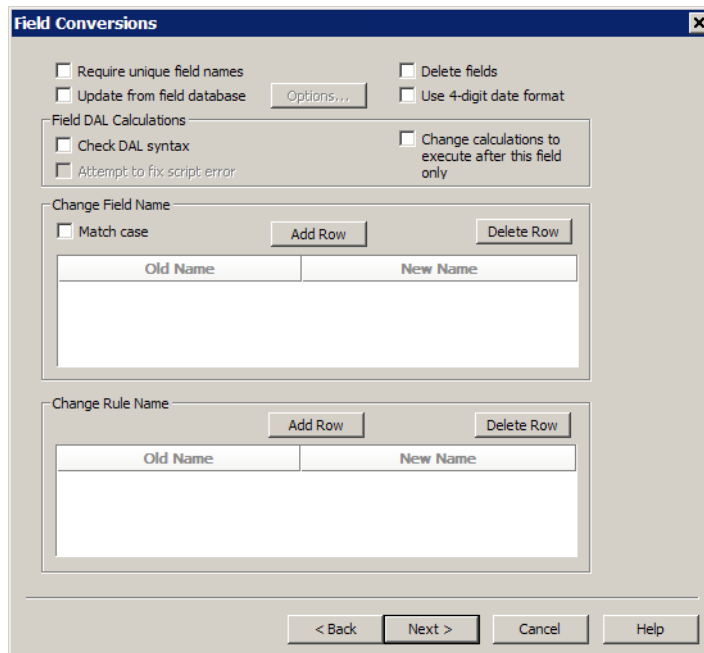 Field Conversions
Require unique field names
Delete fields
Update from field database
Options...
Use 4-digit date format
Field DAL Calculations
Check DAL syntax
Change calculations to
execute after this field
only
Attempt to fix script error
Change Field Name
Match case
Add Row
Delete Row
Old Name
New Name
Change Rule Name
Add Row
Delete Row
Old Name
New Name
< Back
Next >
Cancel
Help